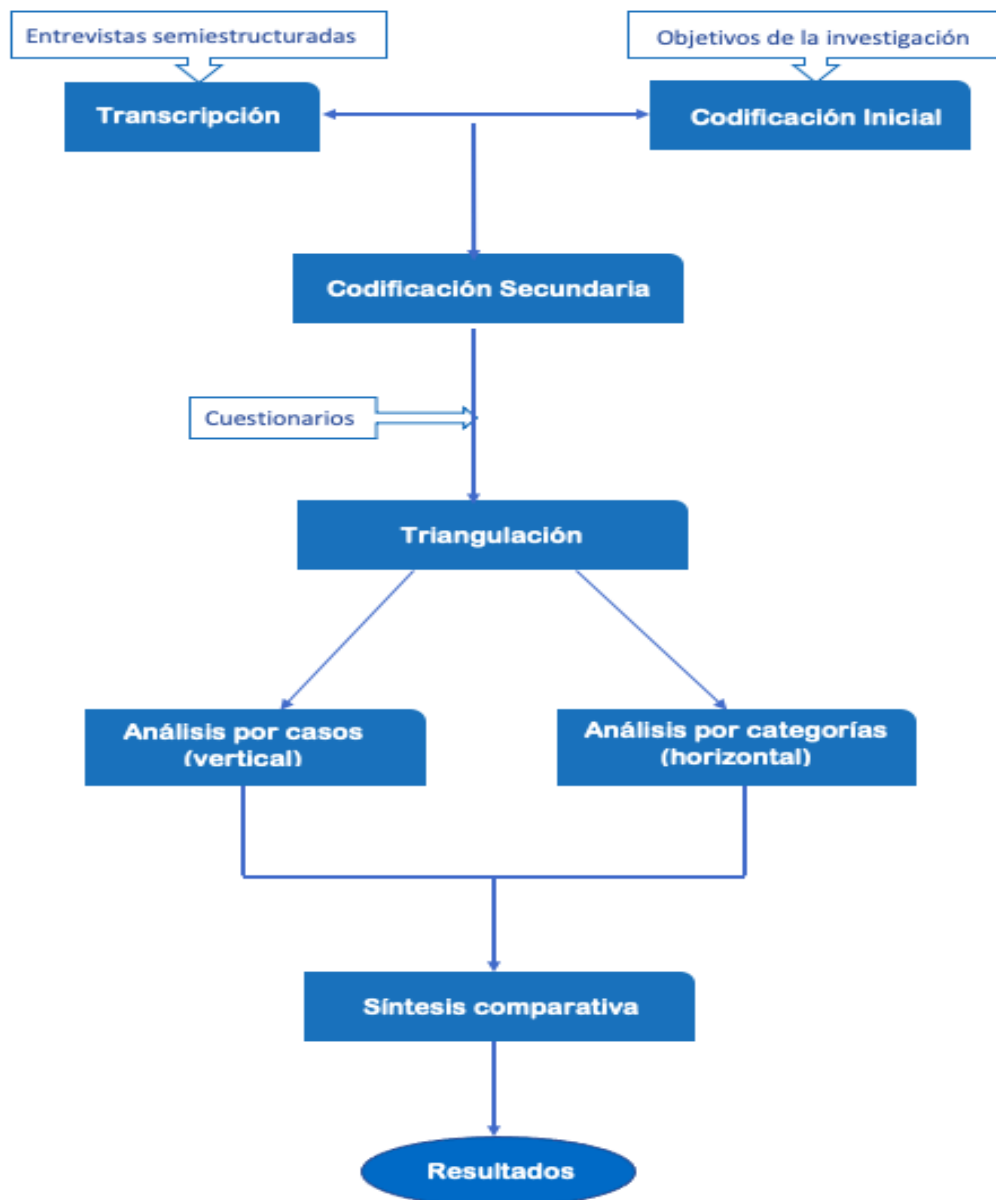 Entrevistas semiestructuradas
Objetivos de la investigación
Transcripción
Codificación Inicial
Codificación Secundaria
Cuestionarios
Triangulación
Análisis por casos
(vertical)
Análisis por categorías
(horizontal)
Síntesis comparativa
Resultados